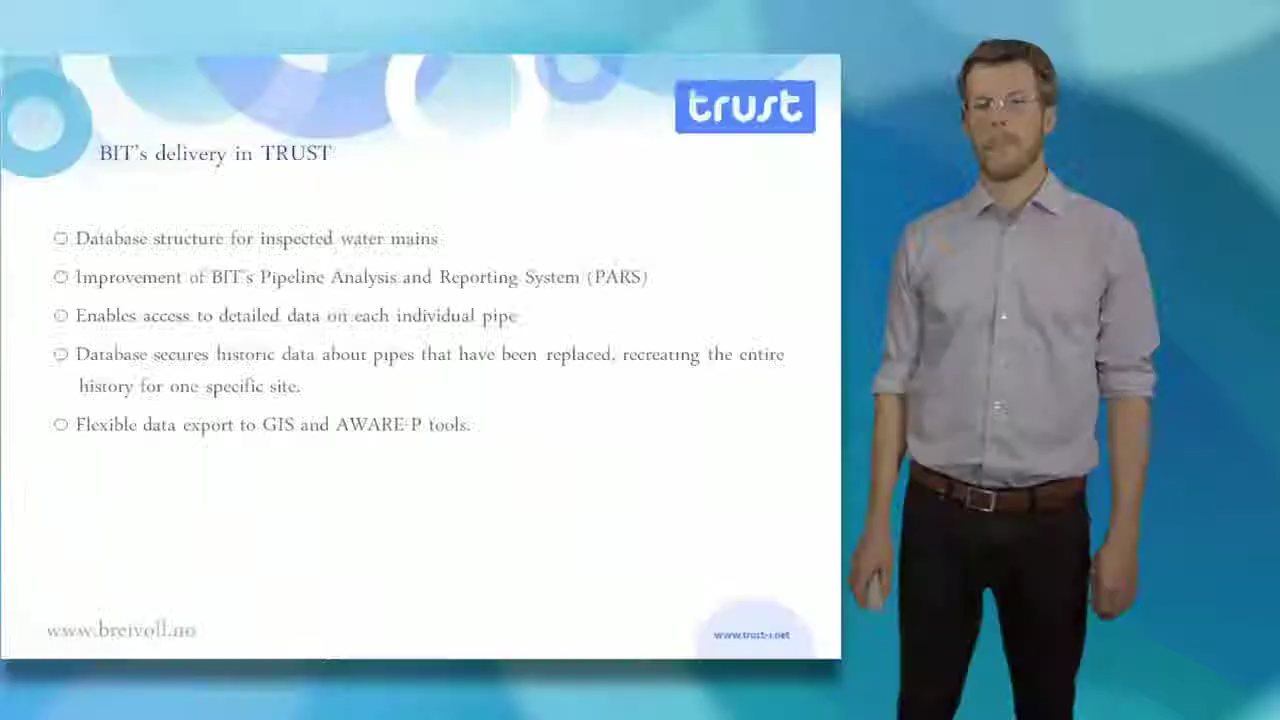 trust
BIT's delivery in TRUST
Database structure for inspected water mains
Improvement of BIT's Pipeline Analysis and Reporting System (PARS)
Enables access to detailed data on each individual pipe
Database secures historic data about pipes that have been replaced, recreating the entire
history for one specific site.
Flexible data export to GIS and AWARE-P tools.
www.breivoll.no
www.trust-i.net